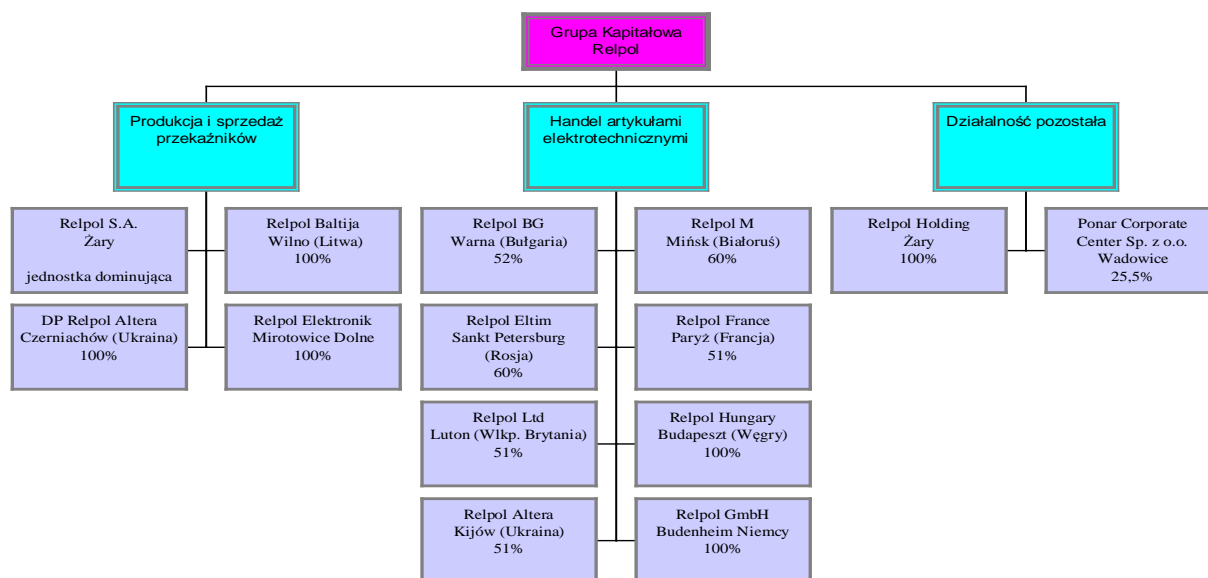 Grupa Kapitałowa
Relpol
Produkcja i sprzedaż
przekaźników
Handel artykułami
elektrotechnicznymi
Działalność pozostała
Relpol S.A.
Żary
jednostka dominująca
Relpol Baltija
Wilno (Litwa)
100%
DP Relpol Altera
Czerniachów (Ukraina)
100%
Relpol Elektronik
Mirotowice Dolne
100%
Relpol BG
Warna (Bułgaria)
52%
Relpol M
Mińsk (Białoruś)
60%
Relpol Eltim
Sankt Petersburg
(Rosja)
60%
Relpol France
Paryż (Francja)
51%
Relpol Ltd
Luton (Wlkp. Brytania)
51%
Relpol Hungary
Budapeszt (Węgry)
100%
Relpol Altera
Kijów (Ukraina)
51%
Relpol GmbH
Budenheim Niemcy
100%
Relpol Holding
Żary
100%
Ponar Corporate
Center Sp. z o.o.
Wadowice
25,5%